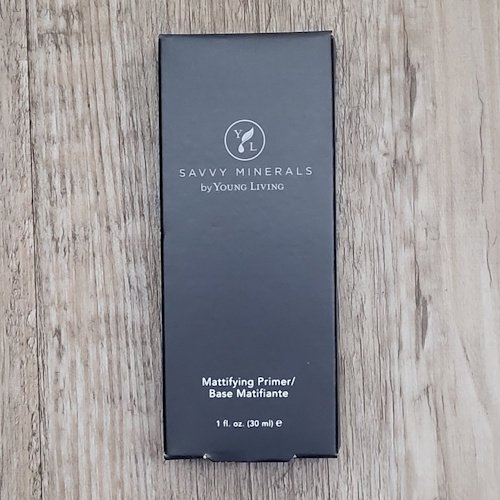 Y L
SAVVY MINERALS
by YOUNG LIVING
Mattifying Primer/
Base Matifiante
1 fl. oz. (30 ml) ℮